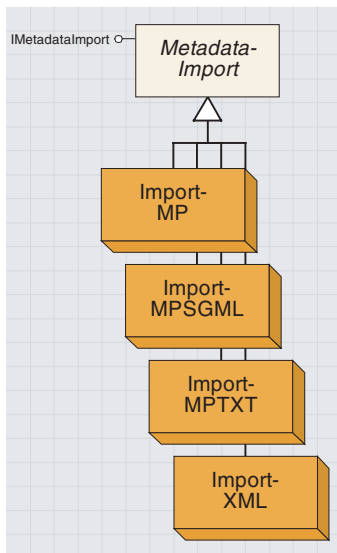 IMetadataImport
Metadata-
Import
Import-
MP
Import-
MPSGML
Import-
MPTXT
Import-
XML